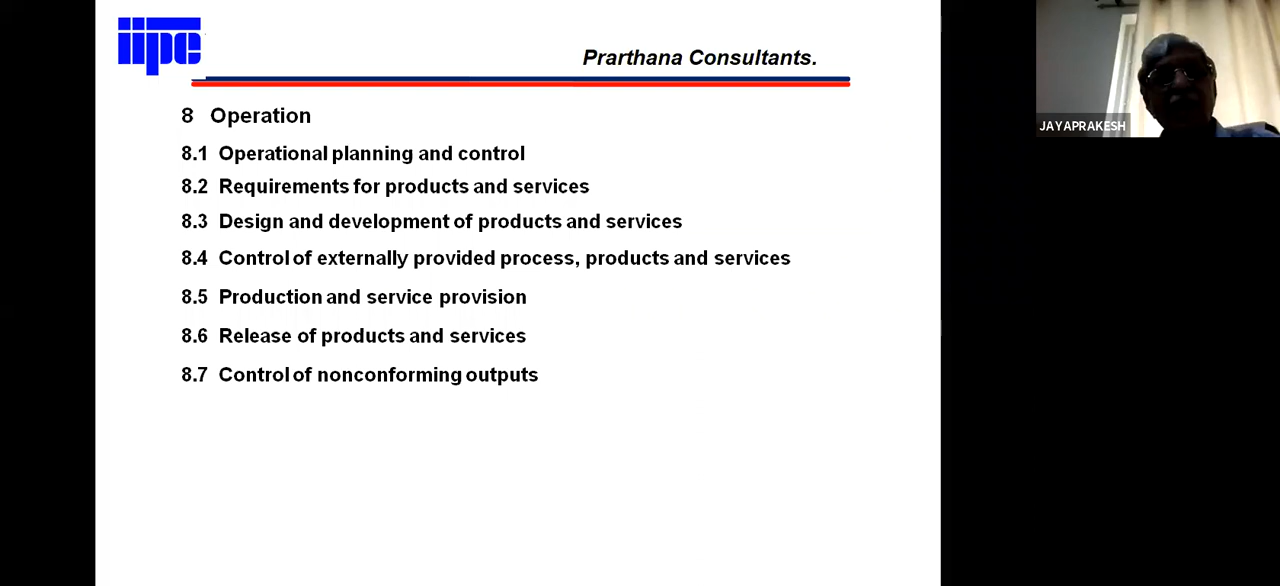 iipc
Prarthana Consultants.
8 Operation
8.1 Operational planning and control
8.2 Requirements for products and services
8.3 Design and development of products and services
8.4 Control of externally provided process, products and services
8.5 Production and service provision
8.6 Release of products and services
8.7 Control of nonconforming outputs
JAYAPRAKESH